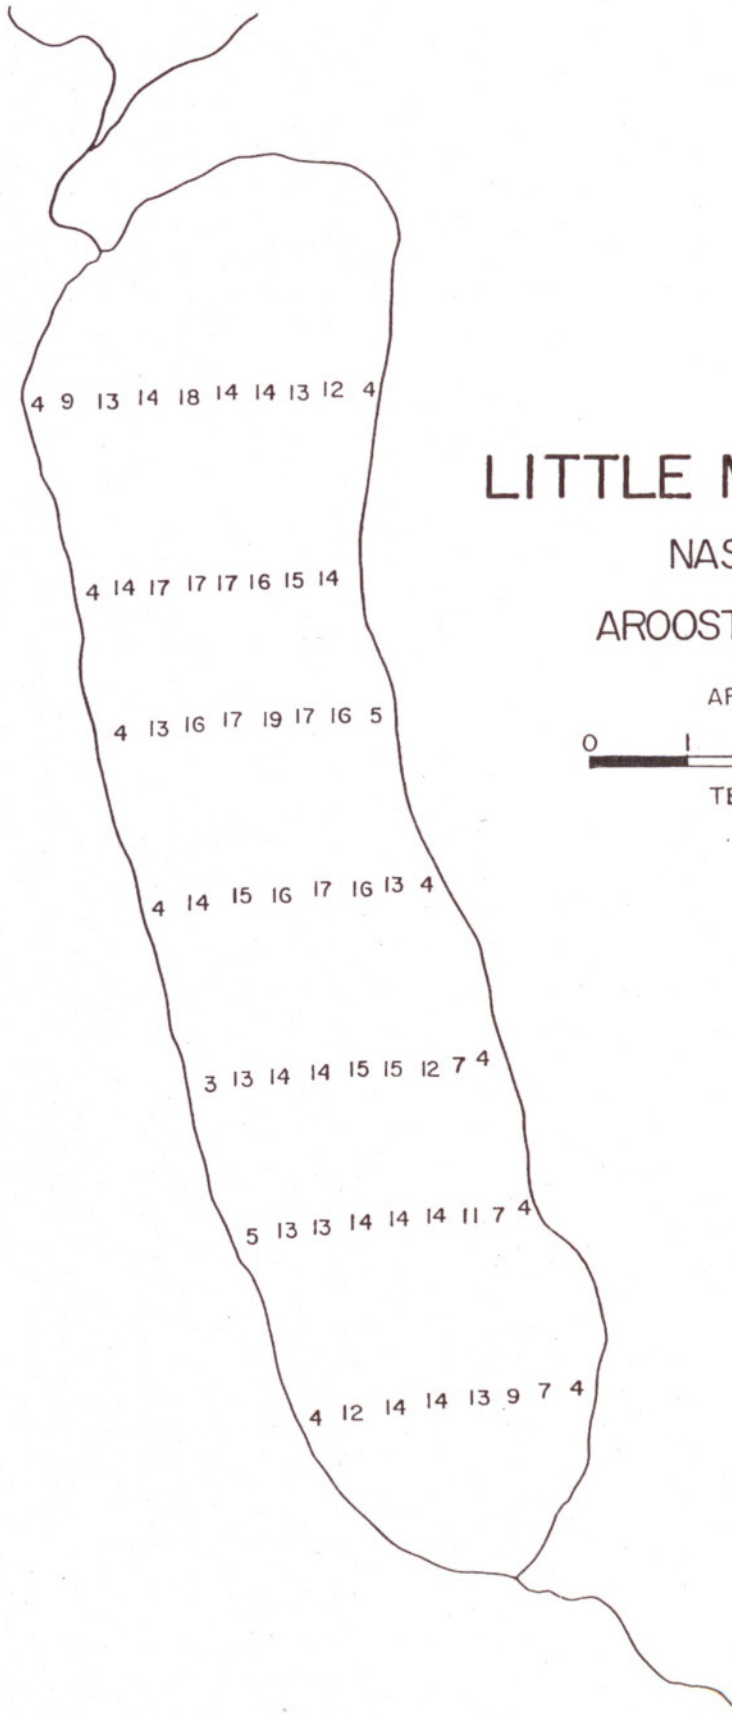 4 9 13 14 18 14 14 13 12 4
LITTLE
NAS
4 14 17 17 17 16 15 14
AROOST
4 13 16 17 19 17 16 5
0 1
4 14 15 16 17 16 13 4
3 13 14 14 15 15 12 7 4
5 13 13 14 14 14 11 7 4
4 12 14 14 13 9 7 4